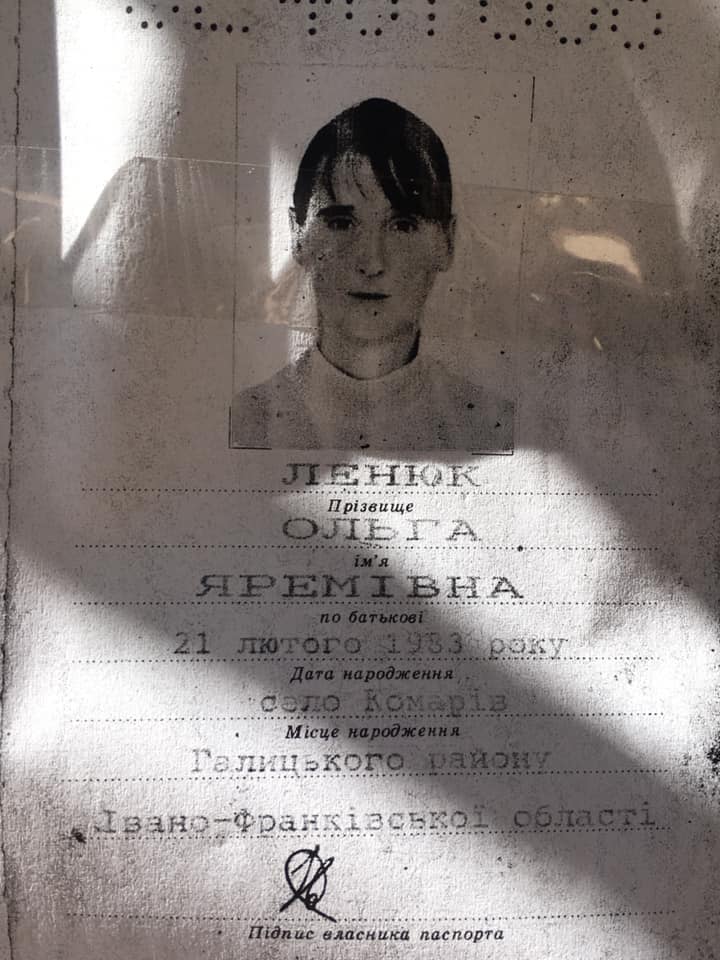 ЛЕНЮК
Прізвище
ОЛЬГА
ім'я
ЯРЕМІВНА
по батькові
21 лютого 1983 року
Дата народження
село Комарів
Місце народження
Галицького району
Івано-Франківської області
Підпис власника паспорта